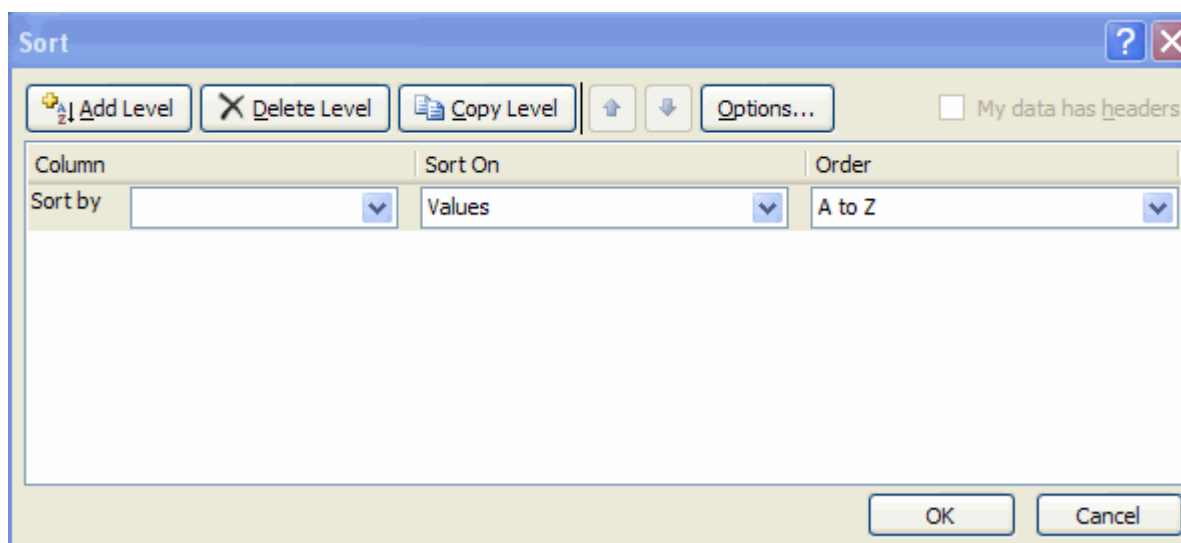 Sort
Add Level Delete Level Copy Level Options... My data has headers
Column Sort On Order
Sort by Values A to Z
OK Cancel